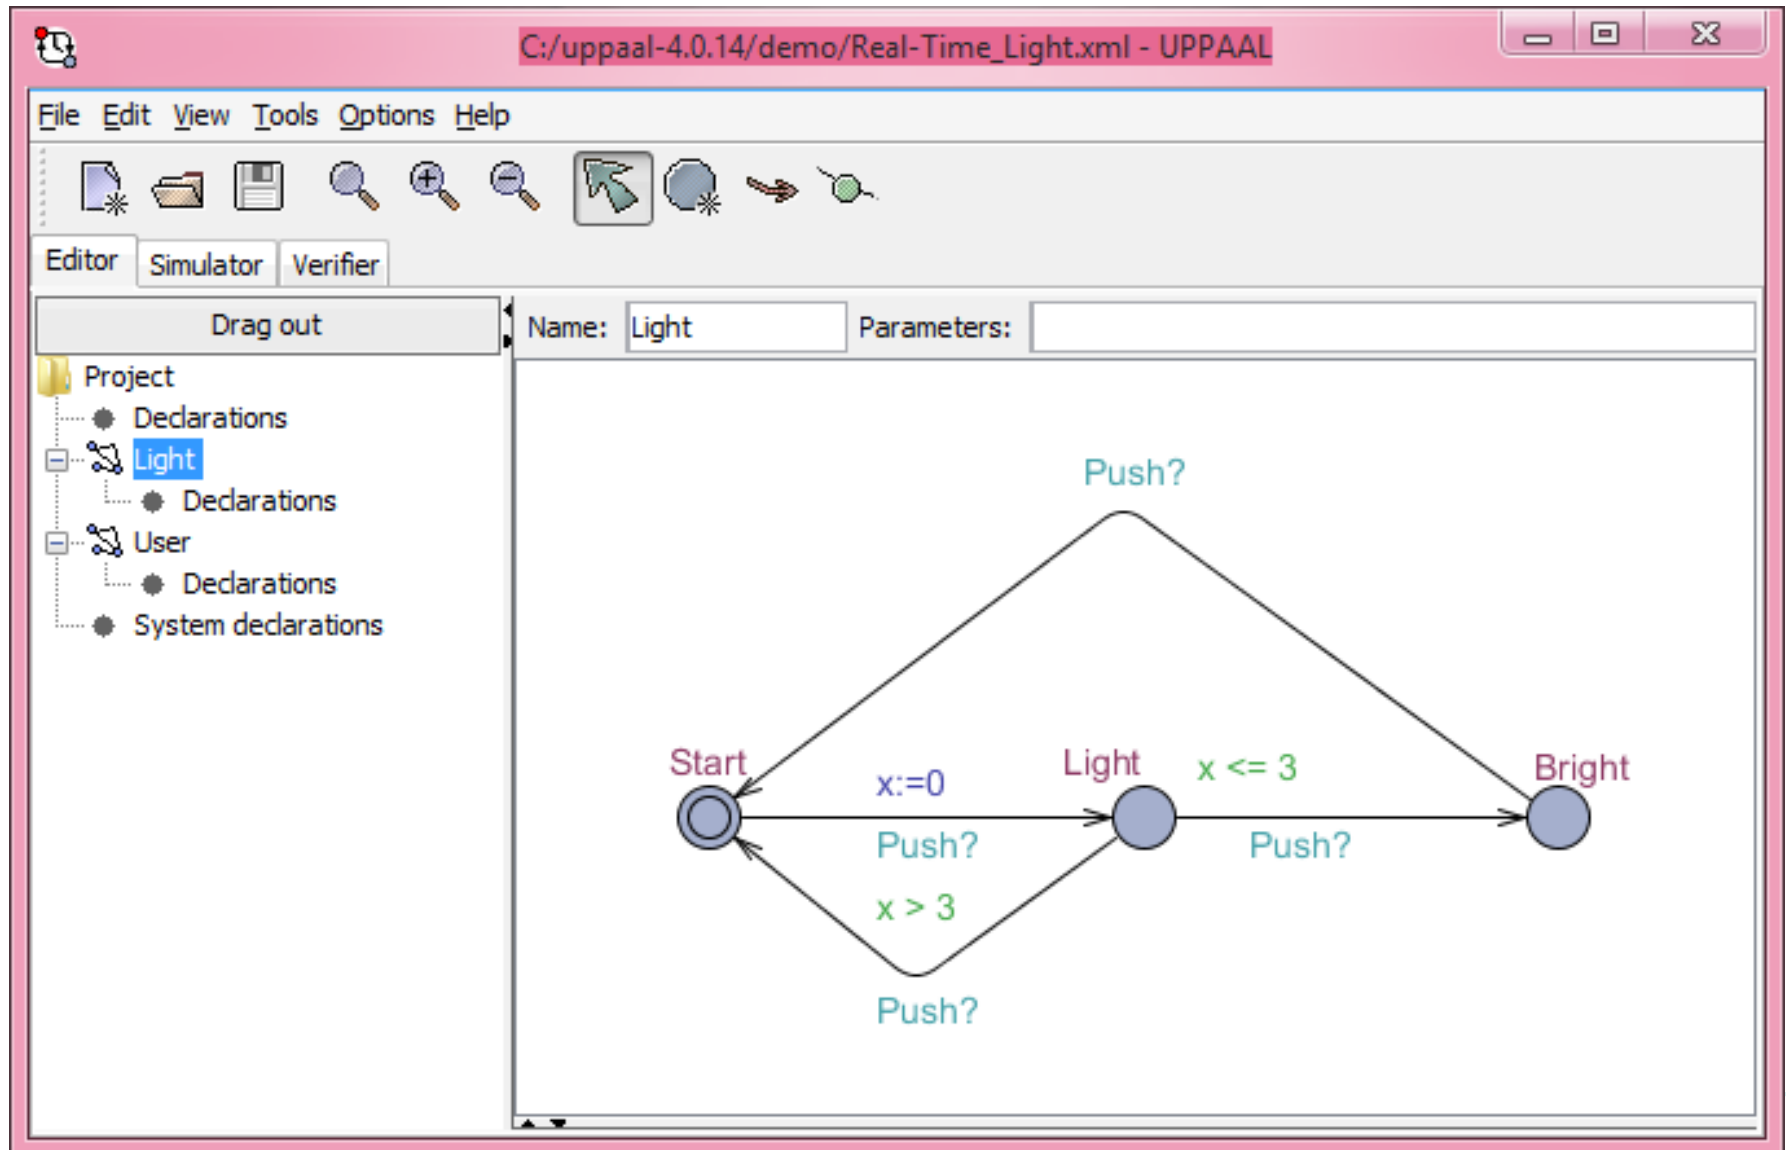 C:/uppaal-4.0.14/demo/Real-Time_Light.xml - UPPAAL
File Edit View Tools Options Help
Editor Simulator Verifier
Drag out
Name: Light Parameters:
Project
Declarations
Light
Declarations
User
Declarations
System declarations
Push?
Start x:=0 Light x <= 3 Bright
Push? Push?
x > 3
Push?